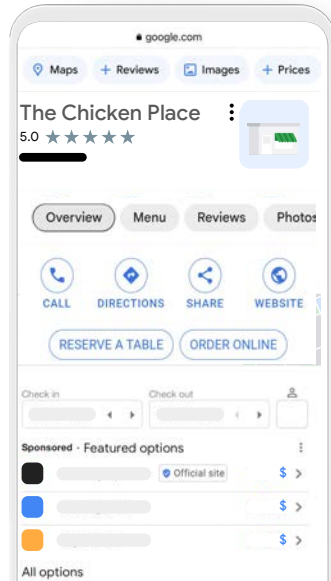 google.com
Maps + Reviews Images + Prices
The Chicken Place
5.0
Overview Menu Reviews Photos
CALL DIRECTIONS SHARE WEBSITE
RESERVE A TABLE ORDER ONLINE
Check in Check out
Sponsored · Featured options
Official site $
$
$
All options